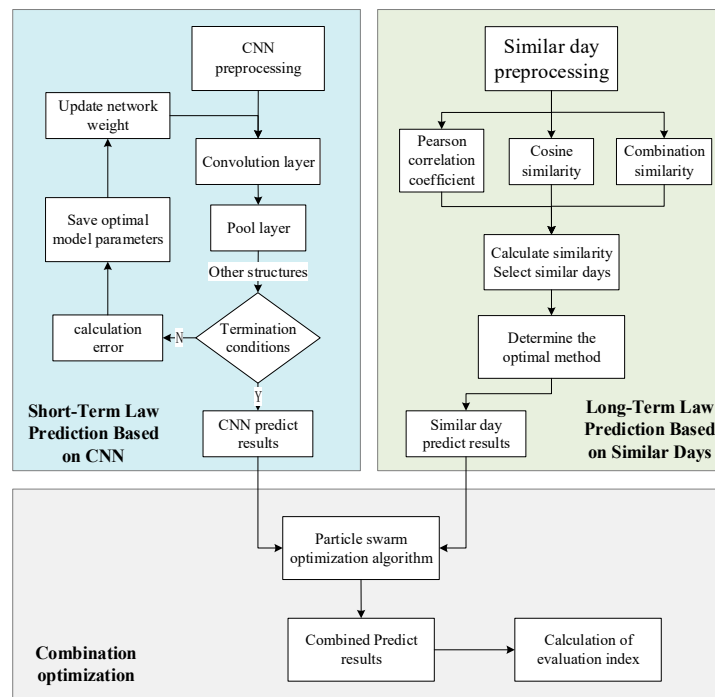 CNN
preprocessing
Update network
weight
Convolution layer
Save optimal
model parameters
Pool layer
Other structures
calculation
error
N
Termination
conditions
Y
Short-Term Law
Prediction Based
on CNN
CNN predict
results
Similar day
preprocessing
Pearson
correlation
coefficient
Cosine
similarity
Combination
similarity
Calculate similarity
Select similar days
Determine the
optimal method
Similar day
predict results
Long-Term Law
Prediction Based
on Similar Days
Particle swarm
optimization algorithm
Combination
optimization
Combined Predict
results
Calculation of
evaluation index